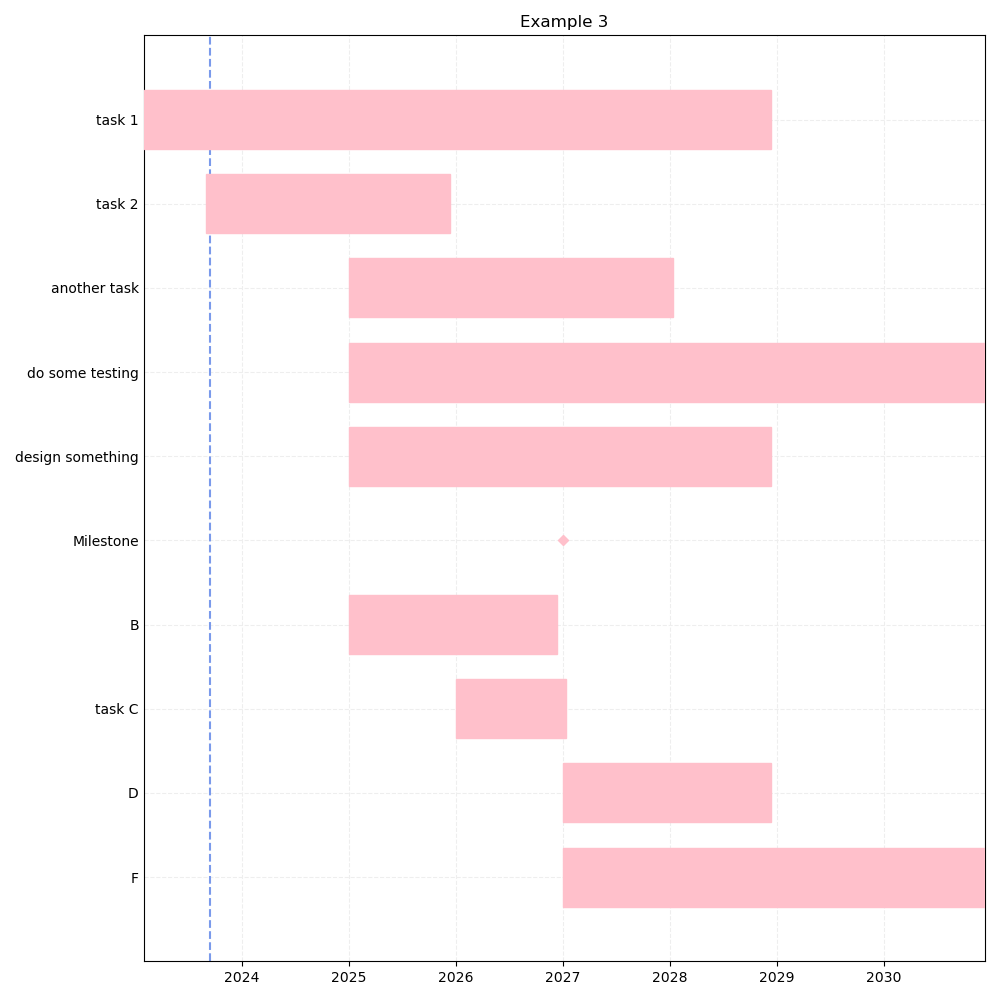 Example 3
task 1
task 2
another task
do some testing
design something
Milestone
B
task C
D
F
2024 2025 2026 2027 2028 2029 2030